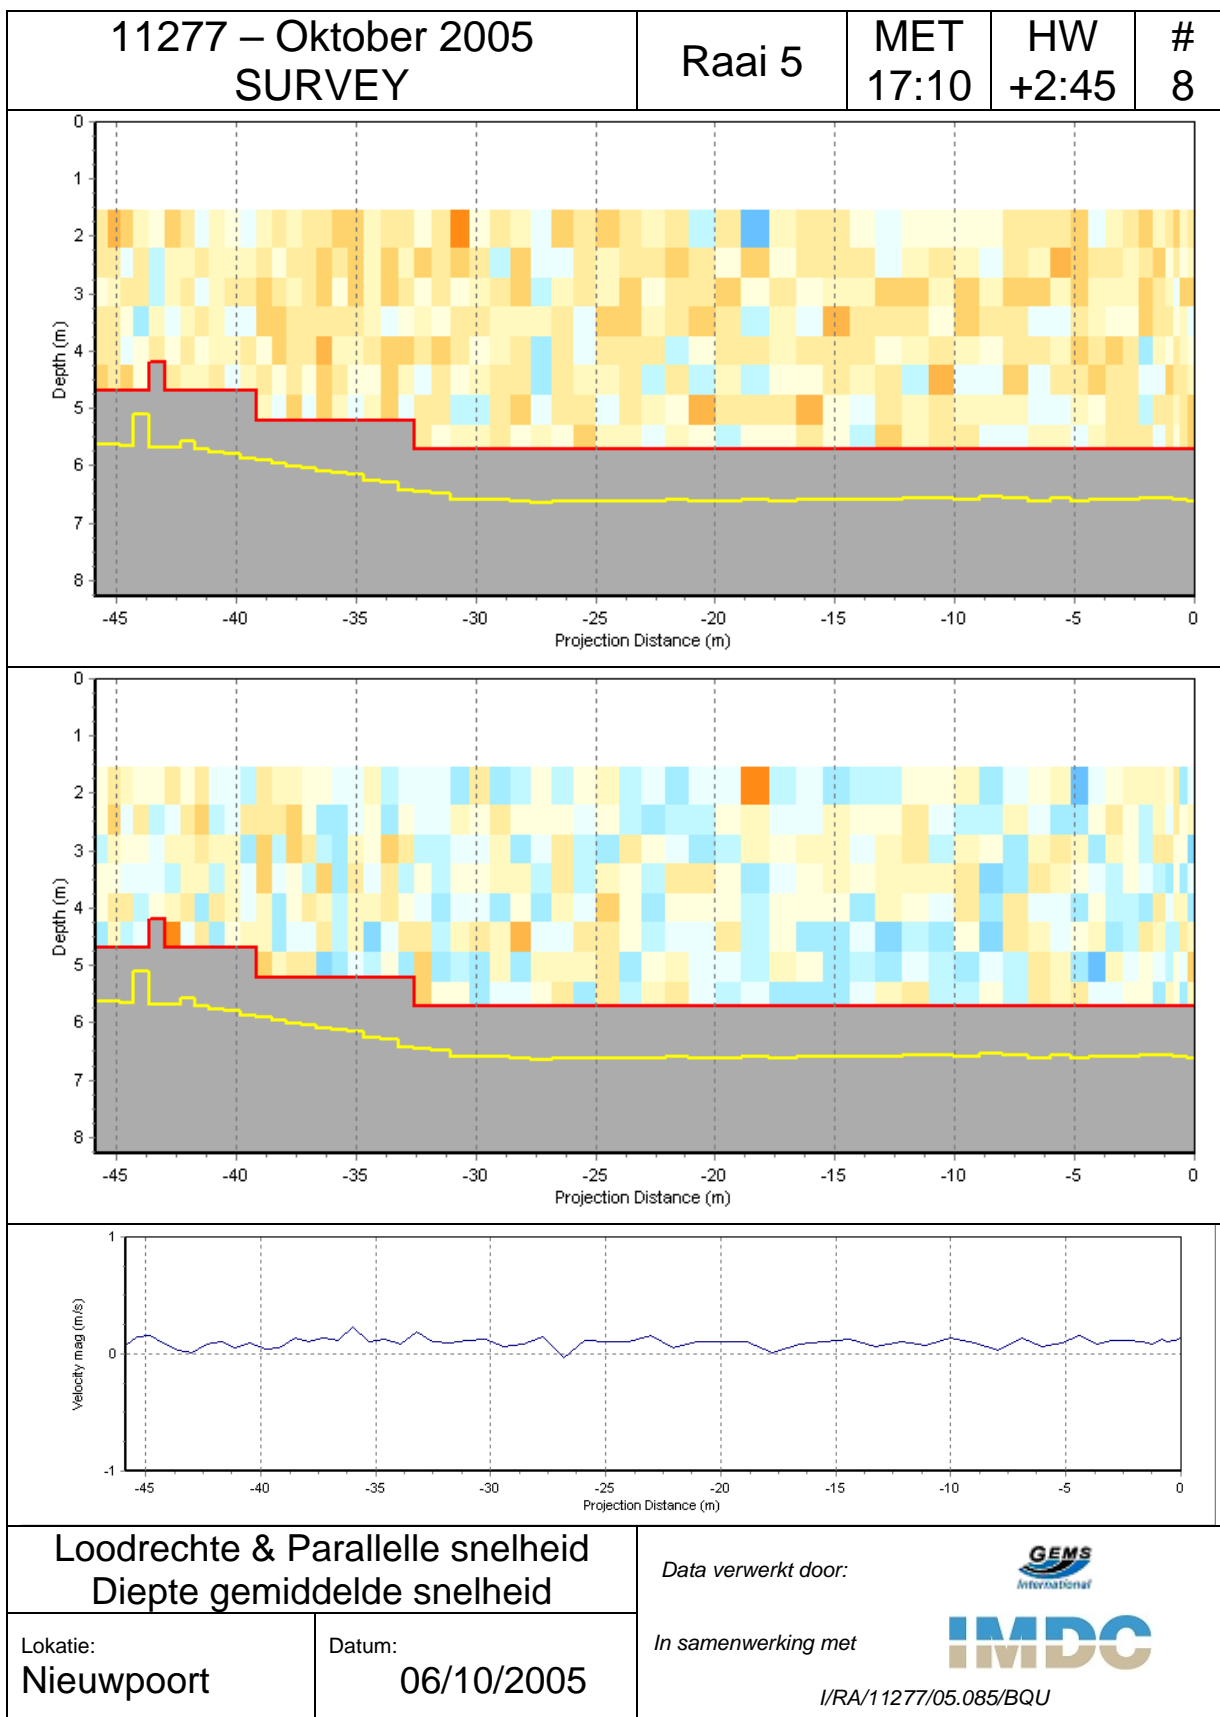 11277 – Oktober 2005
SURVEY
Raai 5
MET
17:10
HW
+2:45
#
8
0
1
2
3
4
5
6
7
8
Depth (m)
-45 -40 -35 -30 -25 -20 -15 -10 -5 0
Projection Distance (m)
0
1
2
3
4
5
6
7
8
Depth (m)
-45 -40 -35 -30 -25 -20 -15 -10 -5 0
Projection Distance (m)
1
0
-1
Velocity mag (m/s)
-45 -40 -35 -30 -25 -20 -15 -10 -5 0
Projection Distance (m)
Loodrechte & Parallelle snelheid
Diepte gemiddelde snelheid
Lokatie:
Nieuwpoort
Datum:
06/10/2005
Data verwerkt door:
GEMS
International
In samenwerking met
IMDC
I/RA/11277/05.085/BQU